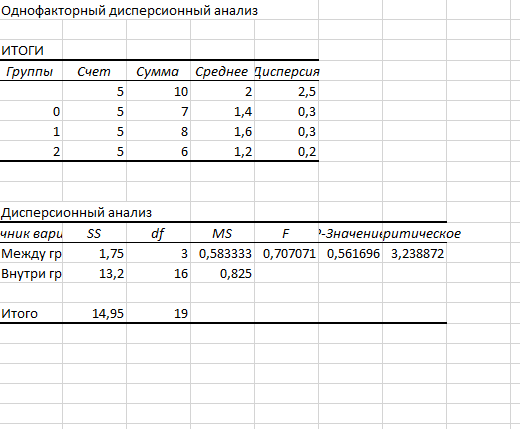 Однофакторный дисперсионный анализ
ИТОГИ
Группы Счет Сумма Среднее Дисперсия
5 10 2 2,5
0 5 7 1,4 0,3
1 5 8 1,6 0,3
2 5 6 1,2 0,2
Дисперсионный анализ
чник вари SS df MS F Р-Значение критическое
Между гр 1,75 3 0,583333 0,707071 0,561696 3,238872
Внутри гр 13,2 16 0,825
Итого 14,95 19